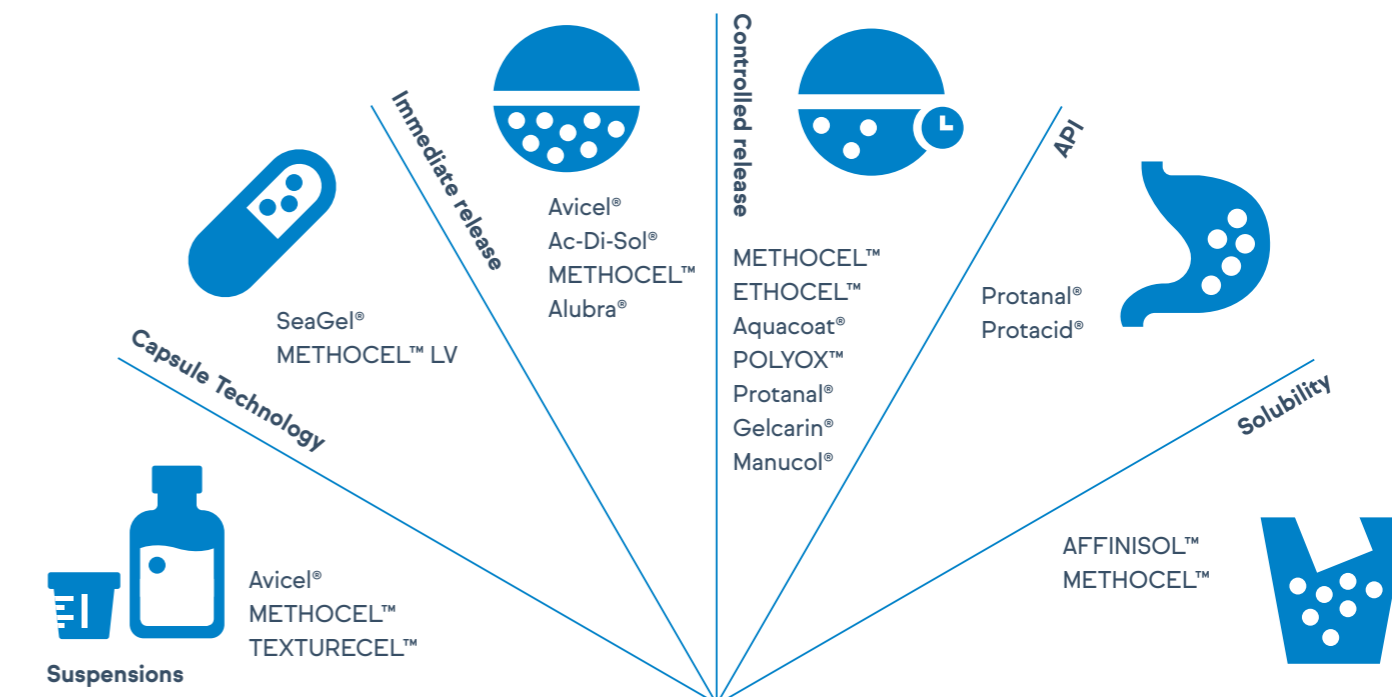 Suspensions
Avicel®
METHOCEL™
TEXTURECEL™
Capsule Technology
SeaGel®
METHOCEL™ LV
Immediate release
Avicel®
Ac-Di-Sol®
METHOCEL™
Alubra®
Controlled release
METHOCEL™
ETHOCEL™
Aquacoat®
POLYOX™
Protanal®
Gelcarin®
Manucol®
API
Protanal®
Protacid®
Solubility
AFFINISOL™
METHOCEL™